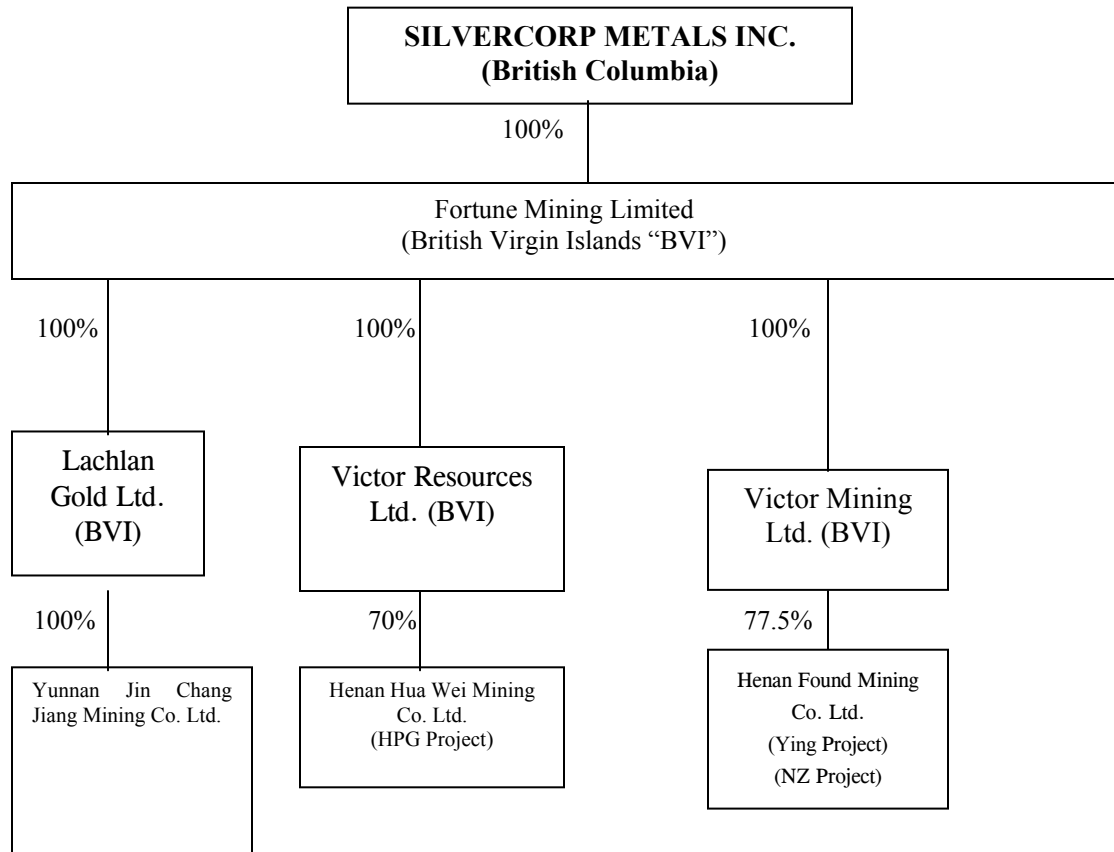 SILVERCORP METALS INC.
(British Columbia)
100%
Fortune Mining Limited
(British Virgin Islands “BVI”)
100%
100%
100%
Lachlan
Gold Ltd.
(BVI)
Victor Resources
Ltd. (BVI)
Victor Mining
Ltd. (BVI)
100%
70%
77.5%
Yunnan Jin Chang
Jiang Mining Co. Ltd.
Henan Hua Wei Mining
Co. Ltd.
(HPG Project)
Henan Found Mining
Co. Ltd.
(Ying Project)
(NZ Project)